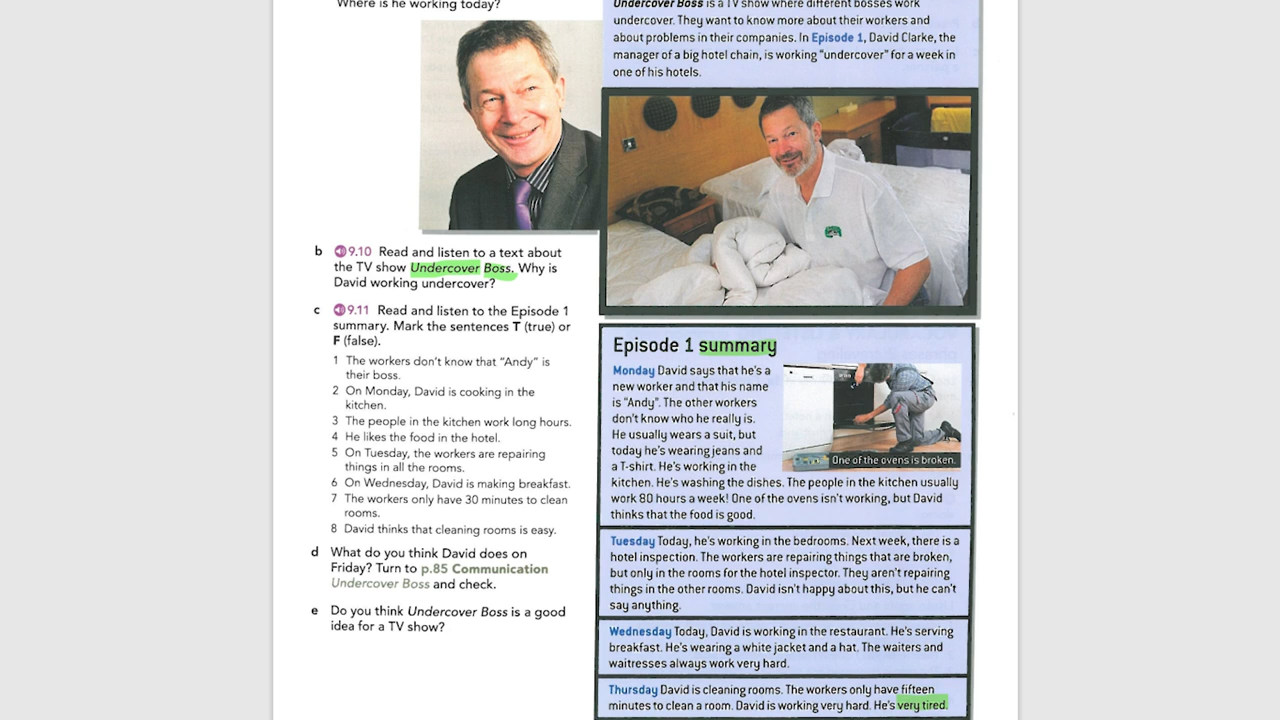 Where is he working today?
b 9.10 Read and listen to a text about
the TV show Undercover Boss. Why is
David working undercover?
c 9.11 Read and listen to the Episode 1
summary. Mark the sentences T (true) or
F (false).
1 The workers don't know that “Andy” is
their boss.
2 On Monday, David is cooking in the
kitchen.
3 The people in the kitchen work long hours.
4 He likes the food in the hotel.
5 On Tuesday, the workers are repairing
things in all the rooms.
6 On Wednesday, David is making breakfast.
7 The workers only have 30 minutes to clean
rooms.
8 David thinks that cleaning rooms is easy.
d What do you think David does on
Friday? Turn to p.85 Communication
Undercover Boss and check.
e Do you think Undercover Boss is a good
idea for a TV show?
Undercover Boss is a TV show where different bosses work
undercover. They want to know more about their workers and
about problems in their companies. In Episode 1, David Clarke, the
manager of a big hotel chain, is working “undercover” for a week in
one of his hotels.
Episode 1 summary
Monday David says that he's a
new worker and that his name
is “Andy”. The other workers
don't know who he really is.
He usually wears a suit, but
today he's wearing jeans and
a T-shirt. He's working in the
One of the ovens is broken.
kitchen. He's washing the dishes. The people in the kitchen usually
work 80 hours a week! One of the ovens isn't working, but David
thinks that the food is good.
Tuesday Today, he's working in the bedrooms. Next week, there is a
hotel inspection. The workers are repairing things that are broken,
but only in the rooms for the hotel inspector. They aren't repairing
things in the other rooms. David isn't happy about this, but he can't
say anything.
Wednesday Today, David is working in the restaurant. He's serving
breakfast. He's wearing a white jacket and a hat. The waiters and
waitresses always work very hard.
Thursday David is cleaning rooms. The workers only have fifteen
minutes to clean a room. David is working very hard. He's very tired.